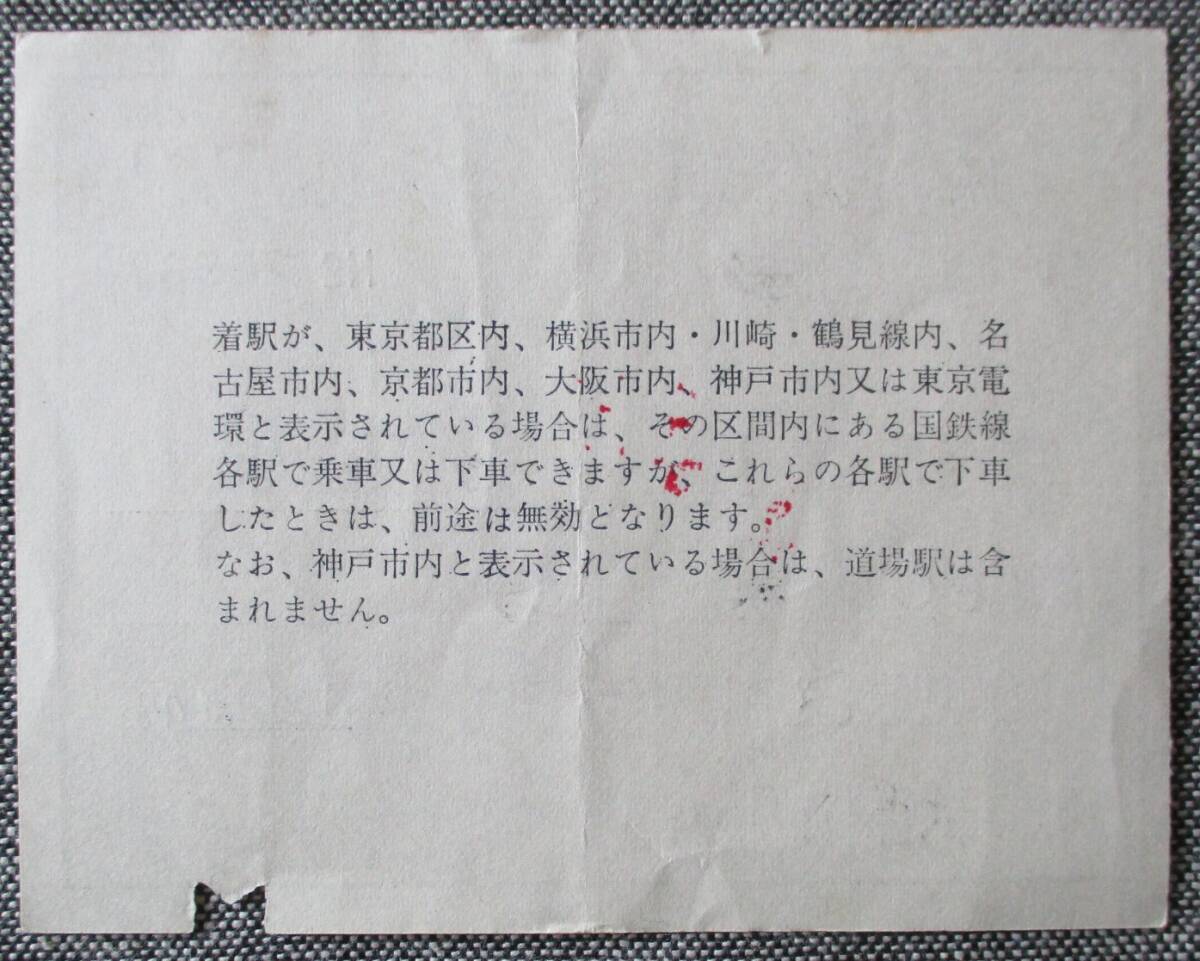 着駅が、東京都区内、横浜市内・川崎・鶴見線内、名
古屋市内、京都市内、大阪市内、神戸市内又は東京電
環と表示されている場合は、その区間内にある国鉄線
各駅で乗車又は下車できますが、これらの各駅で下車
したときは、前途は無効となります。
なお、神戸市内と表示されている場合は、道場駅は含
まれません。